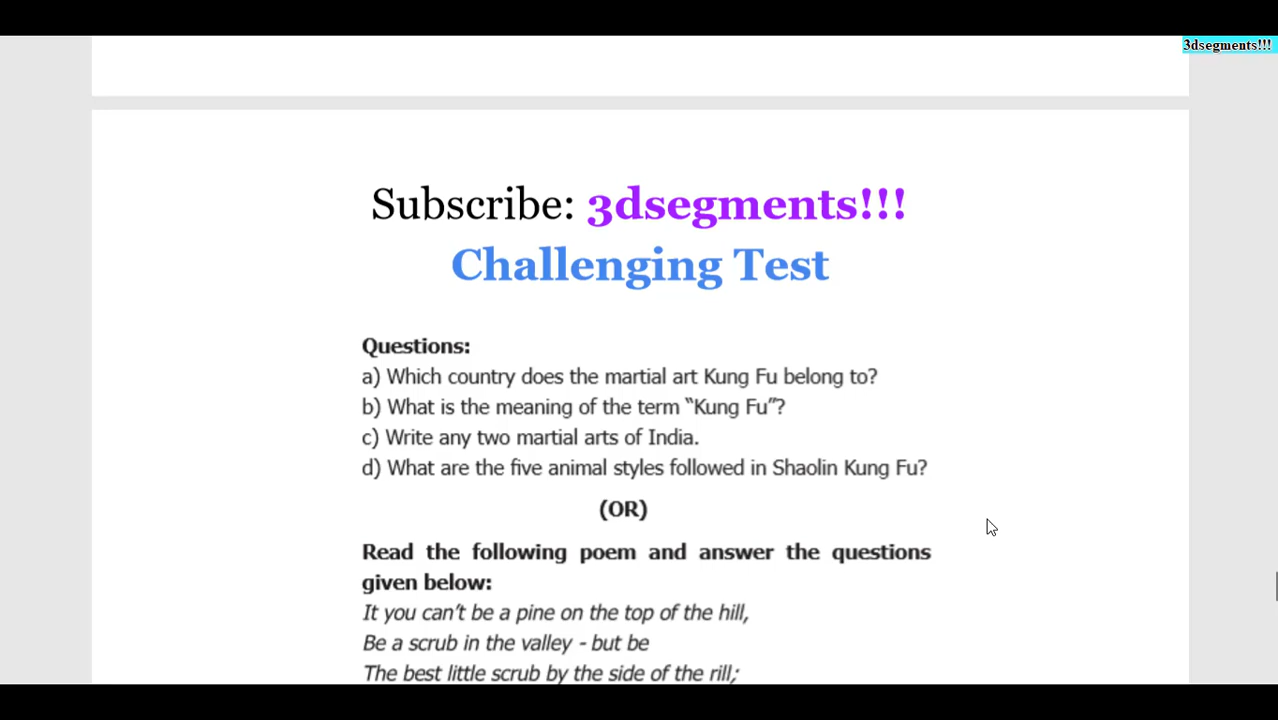 3dsegments!!!
Subscribe: 3dsegments!!!
Challenging Test
Questions:
a) Which country does the martial art Kung Fu belong to?
b) What is the meaning of the term “Kung Fu”?
c) Write any two martial arts of India.
d) What are the five animal styles followed in Shaolin Kung Fu?
(OR)
Read the following poem and answer the questions
given below:
It you can’t be a pine on the top of the hill,
Be a scrub in the valley - but be
The best little scrub by the side of the rill;